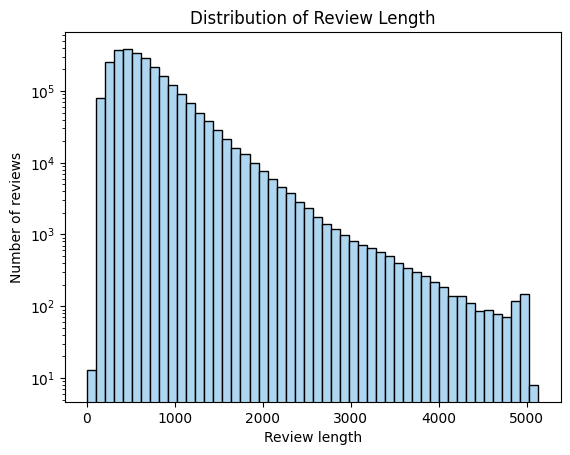 Distribution of Review Length
Number of reviews
10^5
10^4
10^3
10^2
10^1
0 1000 2000 3000 4000 5000
Review length